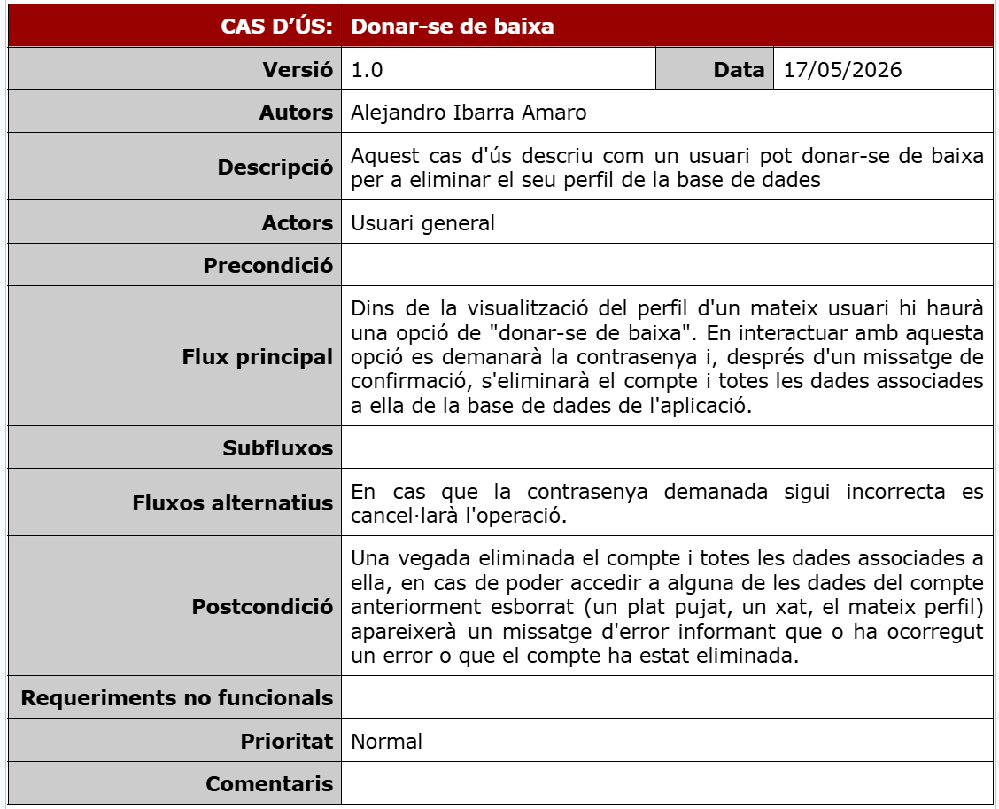 CAS D’ÚS: Donar-se de baixa
Versió 1.0 Data 17/05/2026
Autors Alejandro Ibarra Amaro
Descripció
Aquest cas d'ús descriu com un usuari pot donar-se de baixa
per a eliminar el seu perfil de la base de dades
Actors Usuari general
Precondició
Flux principal
Dins de la visualització del perfil d'un mateix usuari hi haurà
una opció de "donar-se de baixa". En interactuar amb aquesta
opció es demanarà la contrasenya i, després d'un missatge de
confirmació, s'eliminarà el compte i totes les dades associades
a ella de la base de dades de l'aplicació.
Subfluxos
Fluxos alternatius
En cas que la contrasenya demanada sigui incorrecta es
cancel·larà l'operació.
Postcondició
Una vegada eliminada el compte i totes les dades associades a
ella, en cas de poder accedir a alguna de les dades del compte
anteriorment esborrat (un plat pujat, un xat, el mateix perfil)
apareixerà un missatge d'error informant que o ha ocorregut
un error o que el compte ha estat eliminada.
Requeriments no funcionals
Prioritat Normal
Comentaris